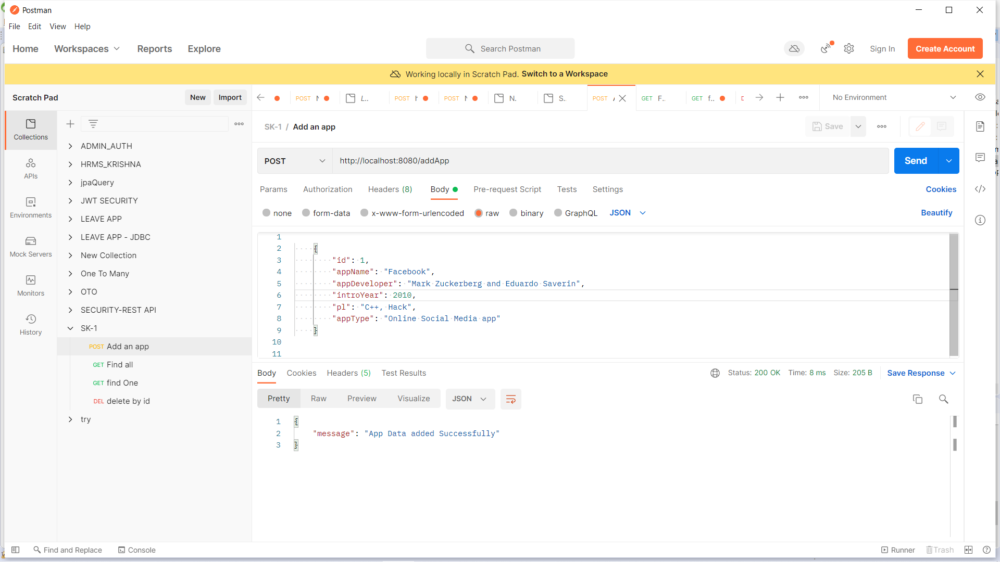 Postman
File Edit View Help
Home Workspaces Reports Explore Search Postman Sign In Create Account
Working locally in Scratch Pad. Switch to a Workspace
Scratch Pad New Import POST L.. POST POST N. S. POST GET F.. GET f.. No Environment
Collections
APIs
Environments
Mock Servers
Monitors
History
ADMIN_AUTH
HRMS_KRISHNA
jpaQuery
JWT SECURITY
LEAVE APP
LEAVE APP - JDBC
New Collection
One To Many
OTO
SECURITY-REST API
SK-1
POST Add an app
GET Find all
GET find One
DEL delete by id
try
SK-1 / Add an app Save
POST http://localhost:8080/addApp Send
Params Authorization Headers (8) Body Pre-request Script Tests Settings Cookies
none form-data x-www-form-urlencoded raw binary GraphQL JSON Beautify
1
2 {
3 "id": 1,
4 "appName": "Facebook",
5 "appDeveloper": "Mark Zuckerberg and Eduardo Saverin",
6 "introYear": 2010,
7 "pl": "C++, Hack",
8 "appType": "Online Social Media app"
9 }
10
11
Body Cookies Headers (5) Test Results Status: 200 OK Time: 8 ms Size: 205 B Save Response
Pretty Raw Preview Visualize JSON
1 {
2 "message": "App Data added Successfully"
3 }
Find and Replace Console Runner Trash